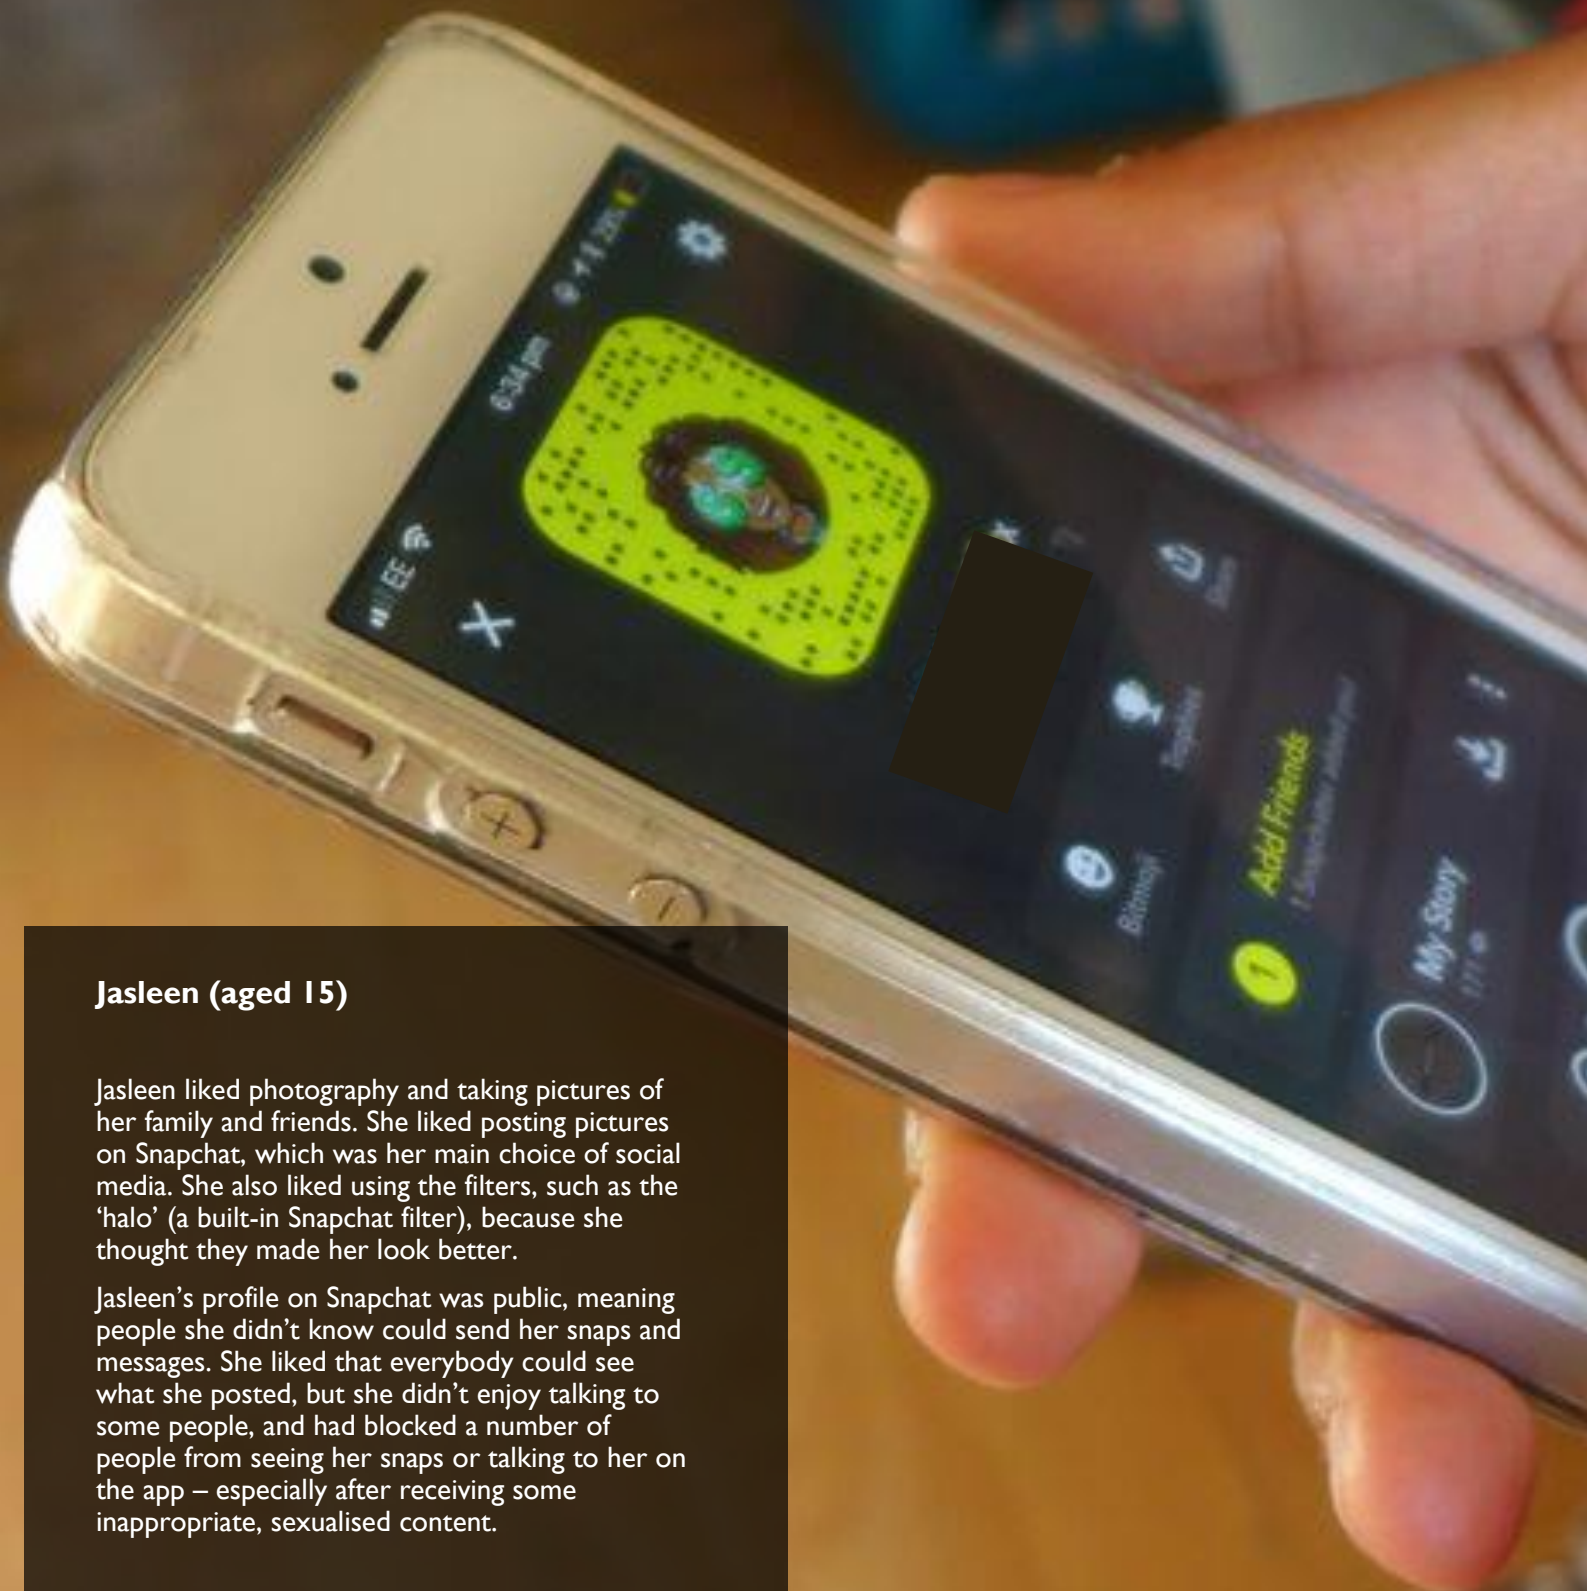 EE
6:34 pm
Bitmoji
Trophies
Add Friends
My Story
Jasleen (aged 15)
Jasleen liked photography and taking pictures of
her family and friends. She liked posting pictures
on Snapchat, which was her main choice of social
media. She also liked using the filters, such as the
‘halo’ (a built-in Snapchat filter), because she
thought they made her look better.
Jasleen’s profile on Snapchat was public, meaning
people she didn’t know could send her snaps and
messages. She liked that everybody could see
what she posted, but she didn’t enjoy talking to
some people, and had blocked a number of
people from seeing her snaps or talking to her on
the app – especially after receiving some
inappropriate, sexualised content.